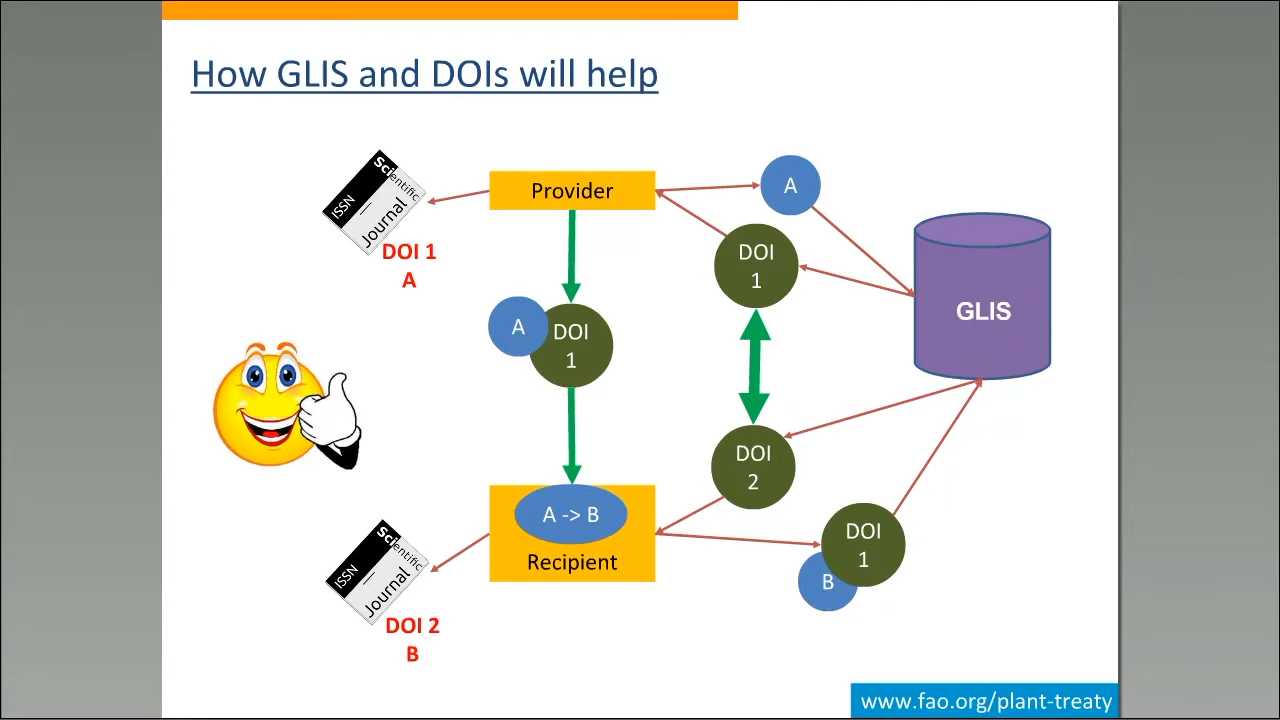 How GLIS and DOIs will help
Scientific
Journal
ISSN
DOI 1
A
Provider
A
DOI
1
GLIS
A
DOI
1
DOI
2
A -> B
Recipient
DOI
1
B
Scientific
Journal
ISSN
DOI 2
B
www.fao.org/plant-treaty